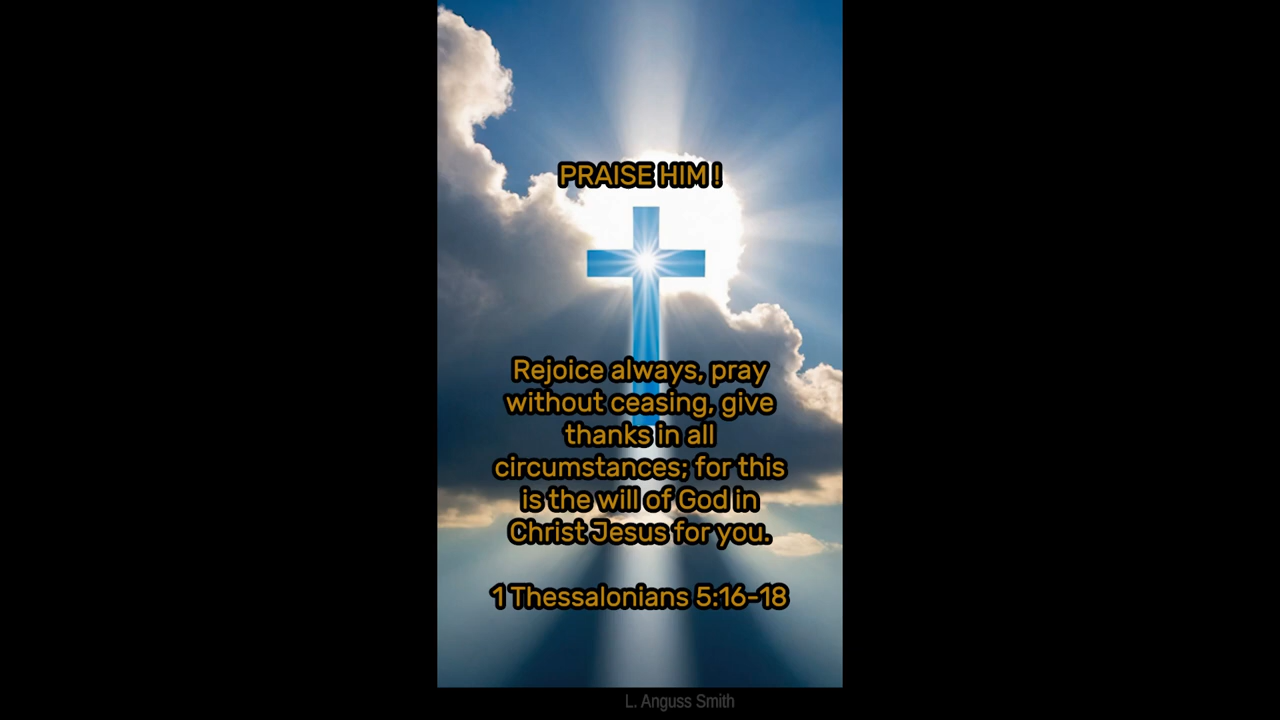 PRAISE HIM !
Rejoice always, pray
without ceasing, give
thanks in all
circumstances; for this
is the will of God in
Christ Jesus for you.
1 Thessalonians 5:16-18
L. Anguss Smith